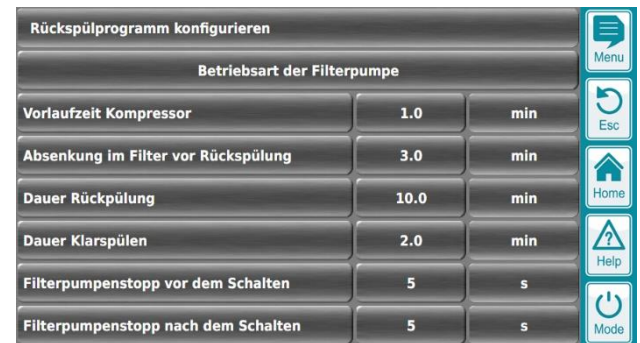 Rückspülprogramm konfigurieren
Menu
Betriebsart der Filterpumpe
Vorlaufzeit Kompressor 1.0 min
Esc
Absenkung im Filter vor Rückspülung 3.0 min
Dauer Rückpülung 10.0 min
Home
Dauer Klarspülen 2.0 min
Help
Filterpumpenstopp vor dem Schalten 5 s
Filterpumpenstopp nach dem Schalten 5 s
Mode